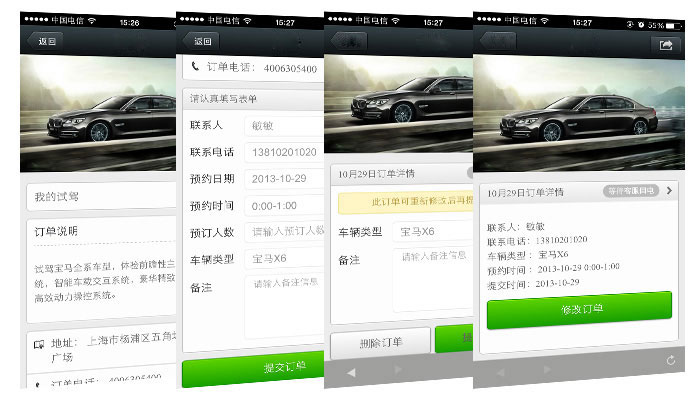 中国电信 15:26
返回
我的试驾
订单说明
试驾宝马全系车型，体验前瞻性
统，智能车载交互系统，豪华精致
高效动力操控系统。
地址： 上海市杨浦区五角
广场
订单电话： 4006305400
中国电信 15:27
返回
订单电话： 4006305400
请认真填写表单
联系人 敏敏
联系电话 13810201020
预约日期 2013-10-29
预约时间 0:00-1:00
预订人数 请输入预订人数
车辆类型 宝马X6
备注 请输入备注信息
提交订单
中国电信 15:27
10月29日订单详情
此订单可重新修改后再提
车辆类型 宝马X6
备注 请输入备注信息
删除订单
中国电信 15:27 55%
10月29日订单详情 等待客服回电
联系人：敏敏
联系电话：13810201020
车辆类型：宝马X6
预约时间：2013-10-29 0:00-1:00
提交时间：2013-10-29
修改订单